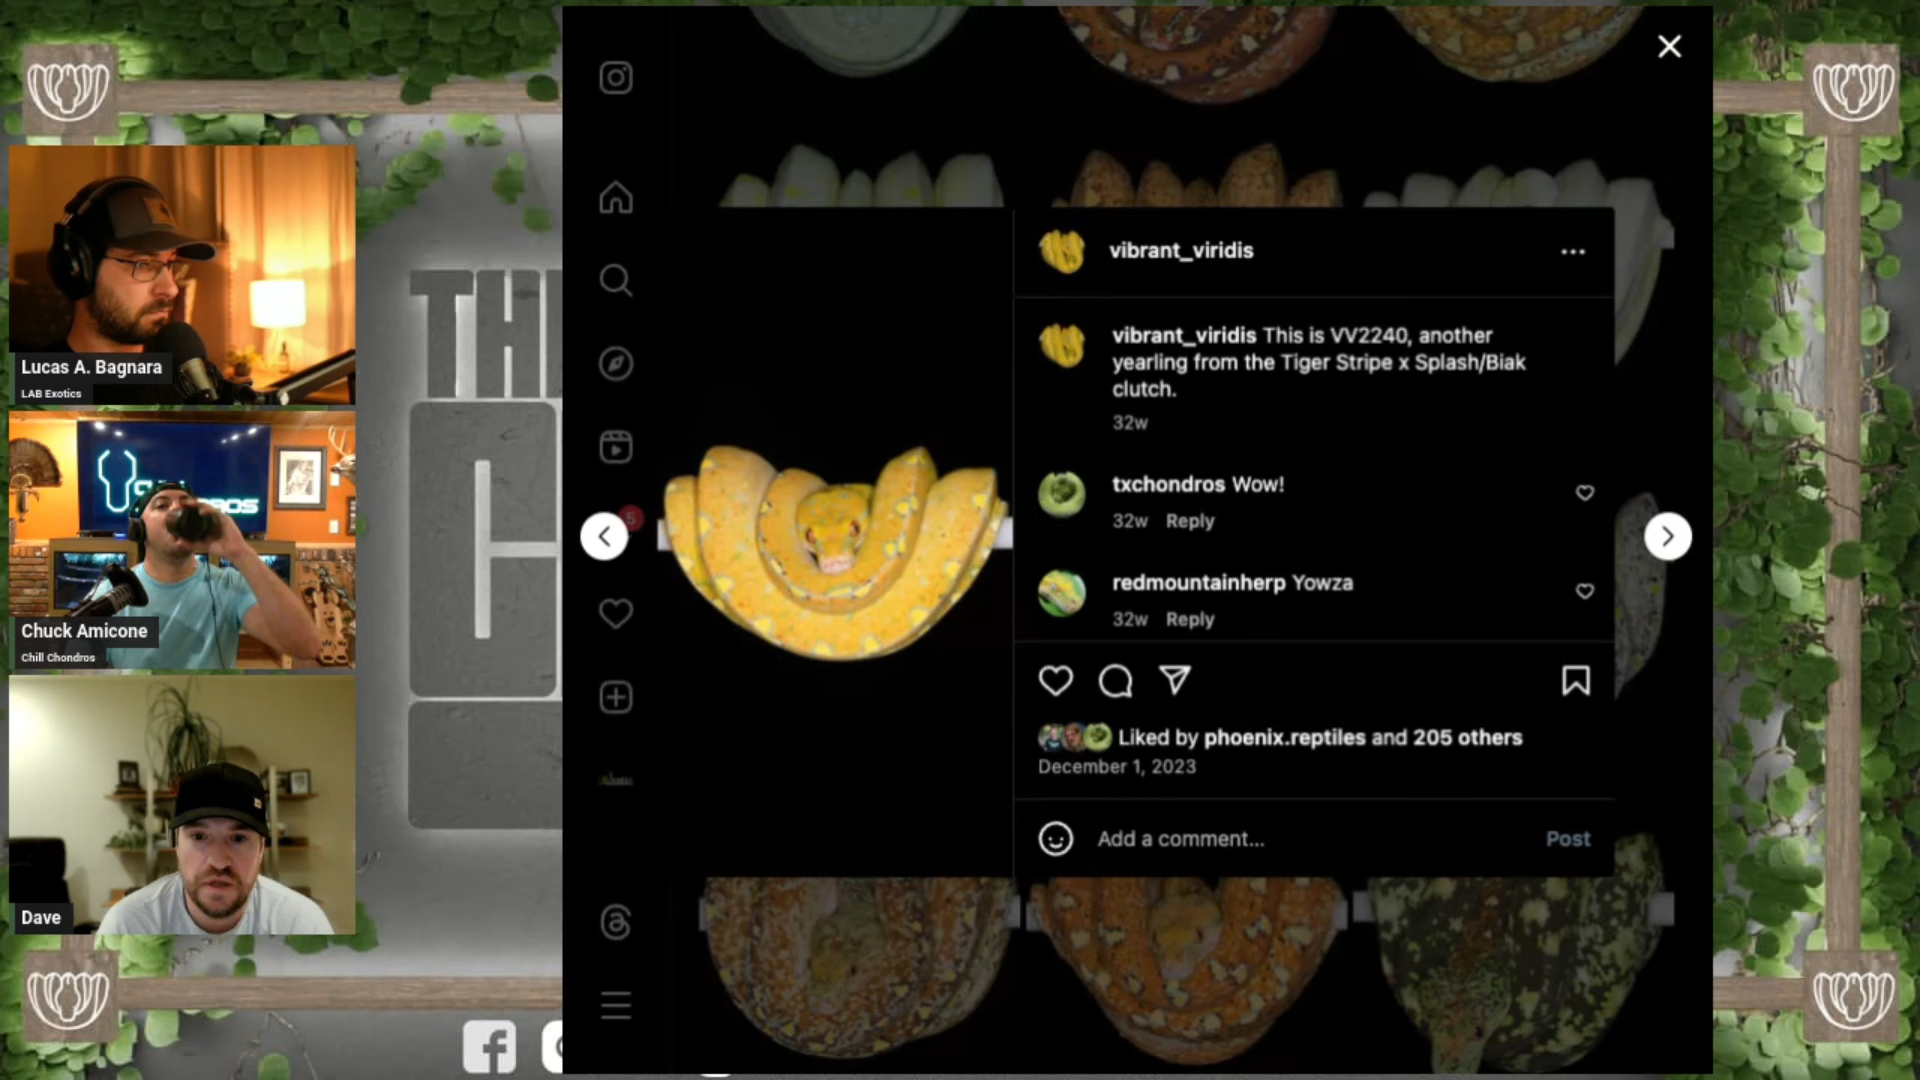 THE
C
Lucas A. Bagnara
LAB Exotics
Chuck Amicone
Chill Chondros
Dave
5
vibrant_viridis
vibrant_viridis This is VV2240, another
yearling from the Tiger Stripe x Splash/Biak
clutch.
32w
txchondros Wow!
32w Reply
redmountainherp Yowza
32w Reply
Liked by phoenix.reptiles and 205 others
December 1, 2023
Add a comment...
Post